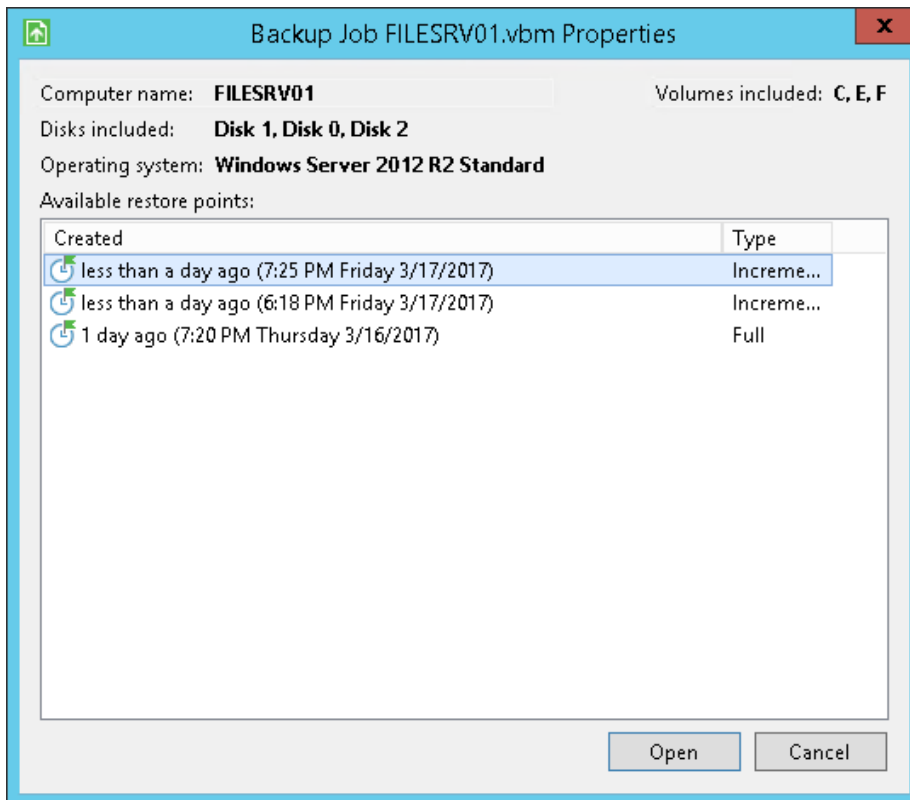 Backup Job FILESRV01.vbm Properties
x
Computer name: FILESRV01 Volumes included: C, E, F
Disks included: Disk 1, Disk 0, Disk 2
Operating system: Windows Server 2012 R2 Standard
Available restore points:
Created Type
less than a day ago (7:25 PM Friday 3/17/2017) Increme...
less than a day ago (6:18 PM Friday 3/17/2017) Increme...
1 day ago (7:20 PM Thursday 3/16/2017) Full
Open Cancel